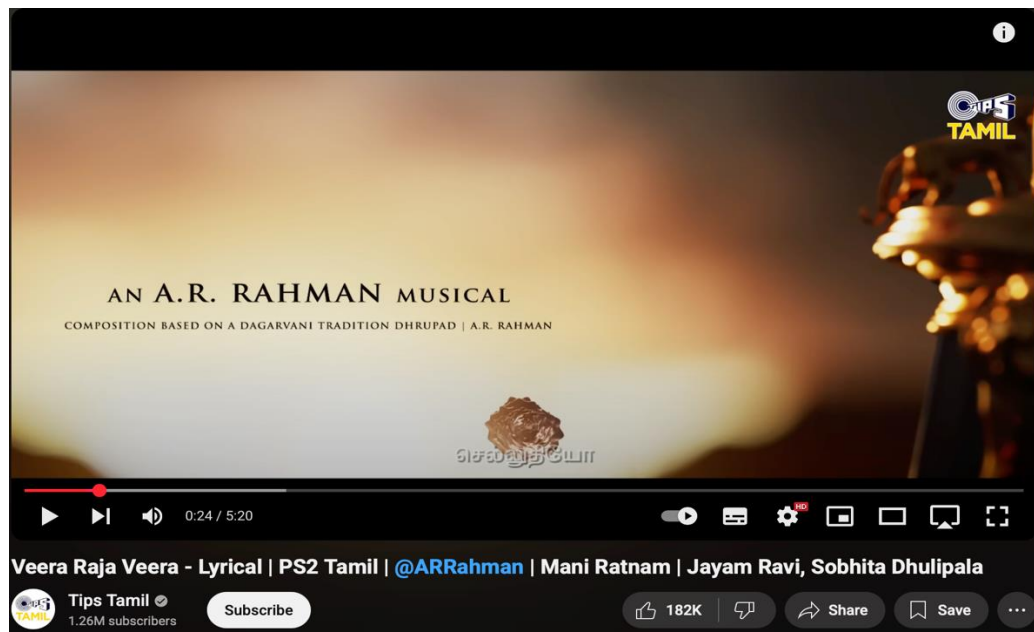 TIPS
TAMIL
AN A.R. RAHMAN MUSICAL
COMPOSITION BASED ON A DAGARVANI TRADITION DHRUPAD | A.R. RAHMAN
செல்லுதியோ
0:24 / 5:20
HD
Veera Raja Veera - Lyrical | PS2 Tamil | @ARRahman | Mani Ratnam | Jayam Ravi, Sobhita Dhulipala
TIPS
TAMIL
Tips Tamil
1.26M subscribers
Subscribe
182K
Share
Save